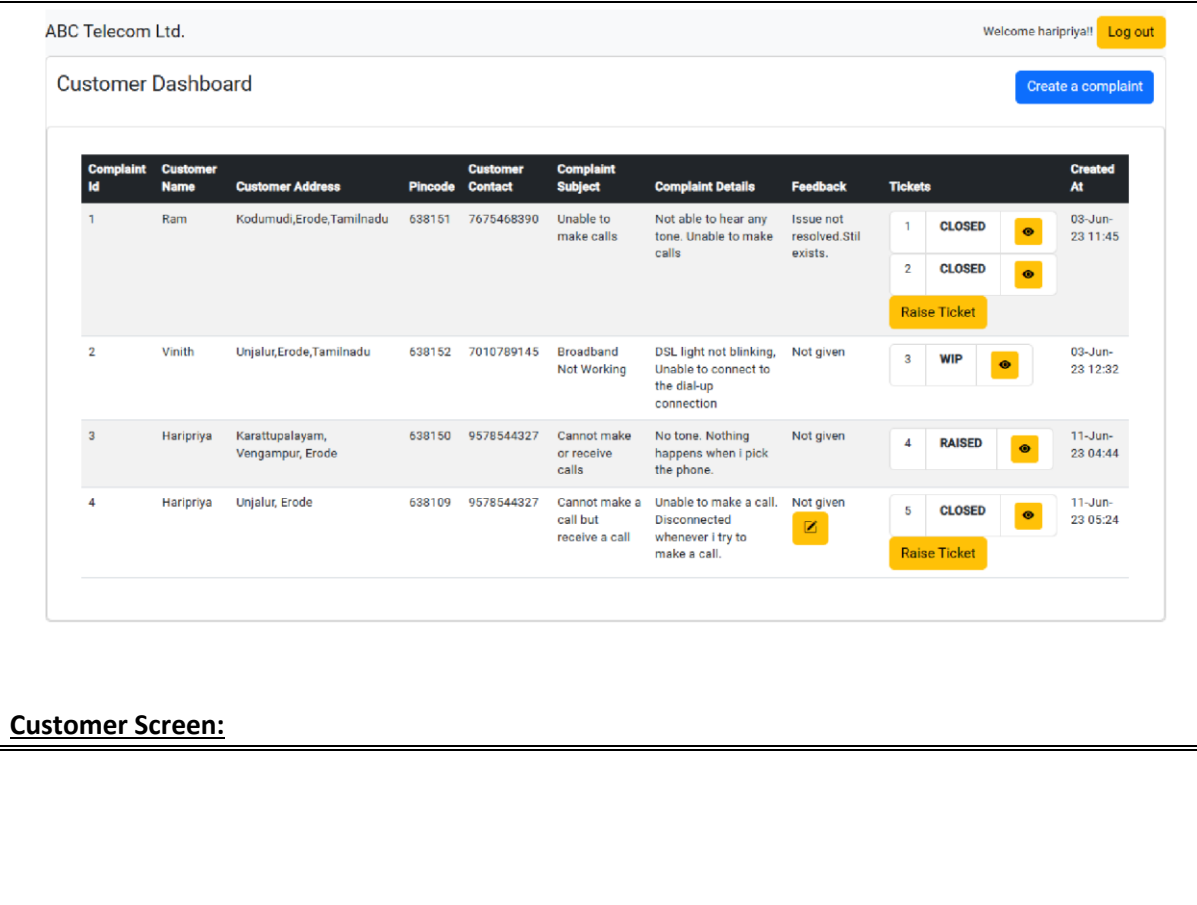 ABC Telecom Ltd.
Welcome haripriya!! Log out
Customer Dashboard
Create a complaint
Complaint Id Customer Name Customer Address Pincode Customer Contact Complaint Subject Complaint Details Feedback Tickets Created At
1 Ram Kodumudi,Erode,Tamilnadu 638151 7675468390 Unable to make calls Not able to hear any tone. Unable to make calls Issue not resolved.Stil exists. 1 CLOSED 2 CLOSED Raise Ticket 03-Jun-23 11:45
2 Vinith Unjalur,Erode,Tamilnadu 638152 7010789145 Broadband Not Working DSL light not blinking, Unable to connect to the dial-up connection Not given 3 WIP 03-Jun-23 12:32
3 Haripriya Karattupalayam, Vengampur, Erode 638150 9578544327 Cannot make or receive calls No tone. Nothing happens when i pick the phone. Not given 4 RAISED 11-Jun-23 04:44
4 Haripriya Unjalur, Erode 638109 9578544327 Cannot make a call but receive a call Unable to make a call. Disconnected whenever i try to make a call. Not given 5 CLOSED Raise Ticket 11-Jun-23 05:24
Customer Screen: